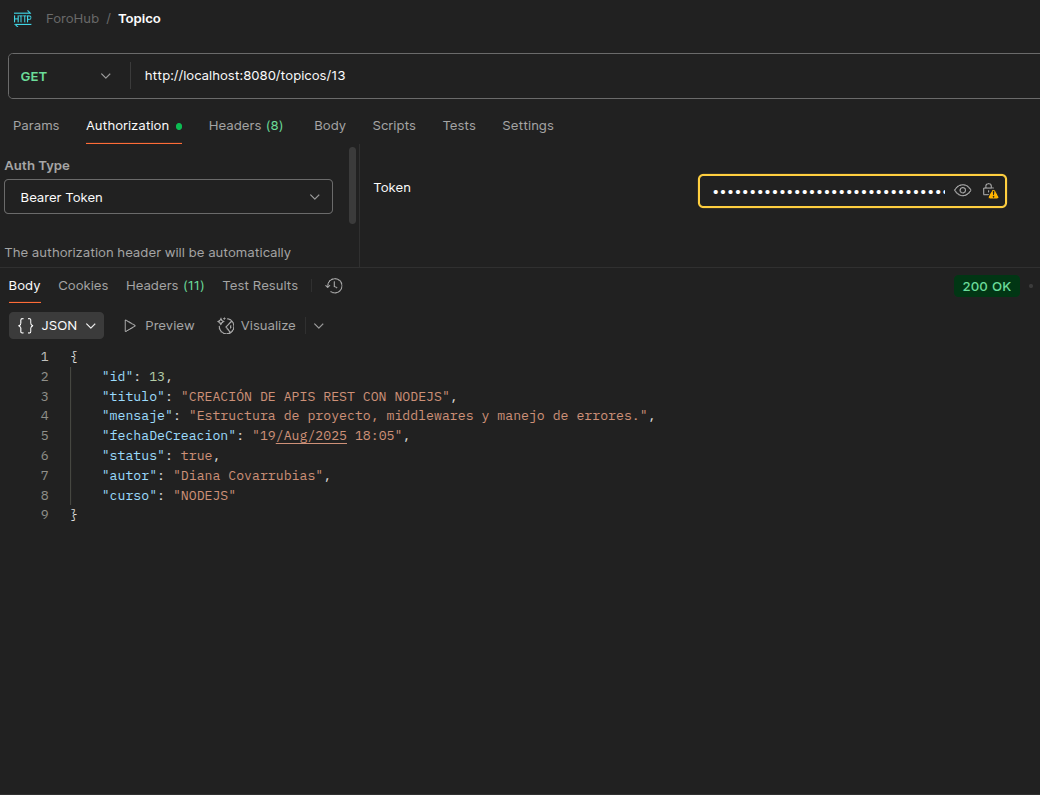 HTTP ForoHub / Topico
GET http://localhost:8080/topicos/13
Params Authorization Headers (8) Body Scripts Tests Settings
Auth Type
Bearer Token
Token
The authorization header will be automatically
Body Cookies Headers (11) Test Results 200 OK
{} JSON Preview Visualize
1 {
2 "id": 13,
3 "titulo": "CREACIÓN DE APIS REST CON NODEJS",
4 "mensaje": "Estructura de proyecto, middlewares y manejo de errores.",
5 "fechaDeCreacion": "19/Aug/2025 18:05",
6 "status": true,
7 "autor": "Diana Covarrubias",
8 "curso": "NODEJS"
9 }